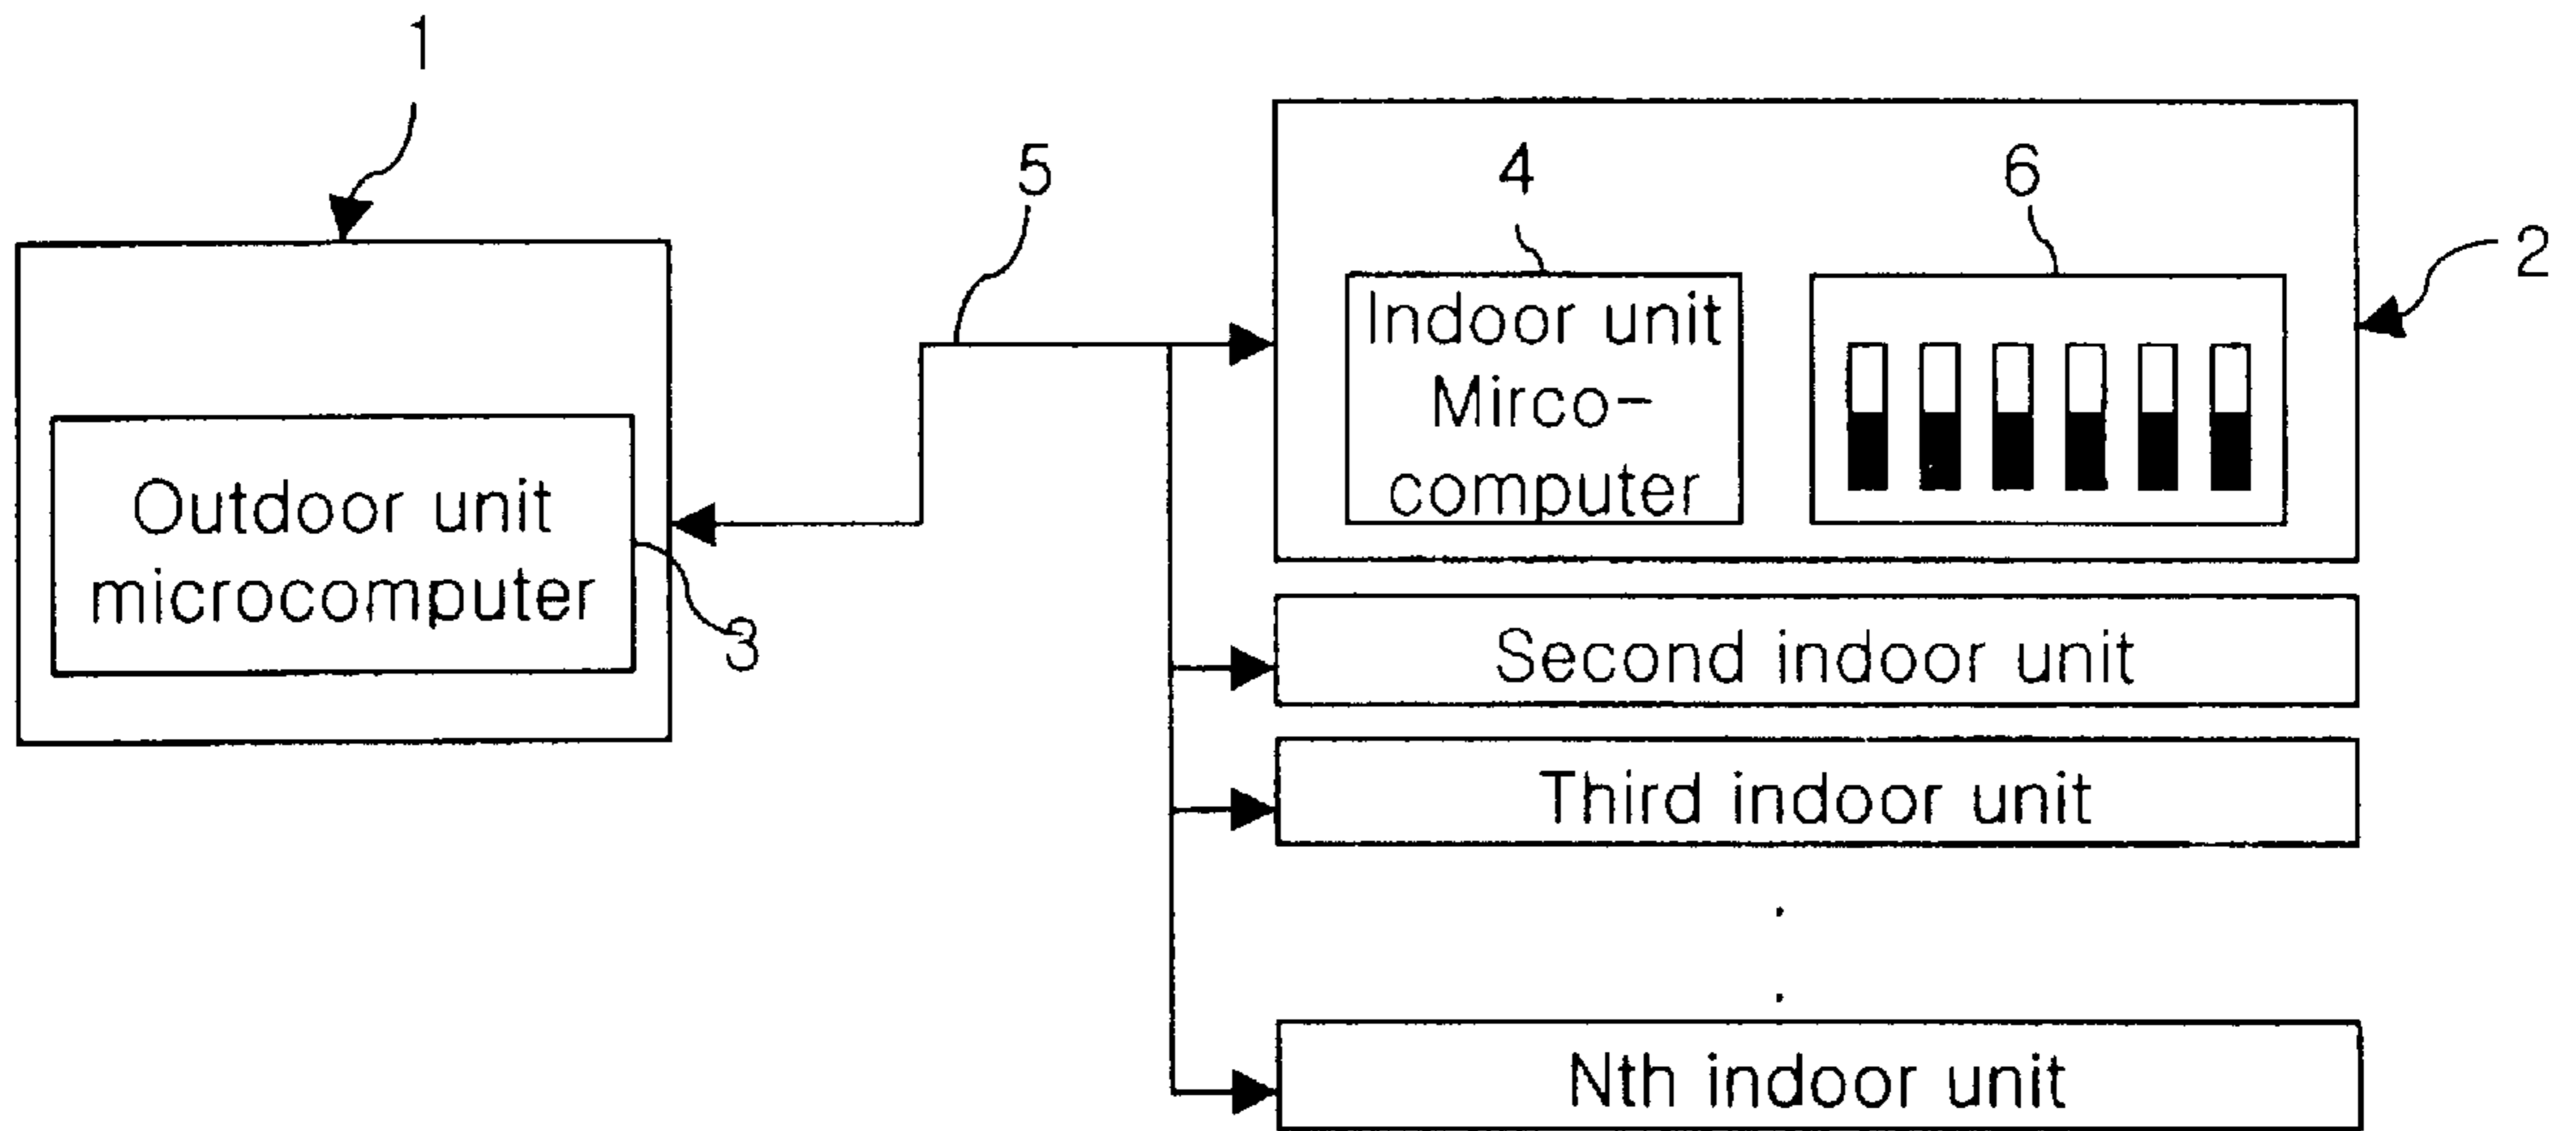 1
5
4
6
2
Indoor unit
Mirco-
computer
Outdoor unit
microcomputer
3
Second indoor unit
Third indoor unit
Nth indoor unit